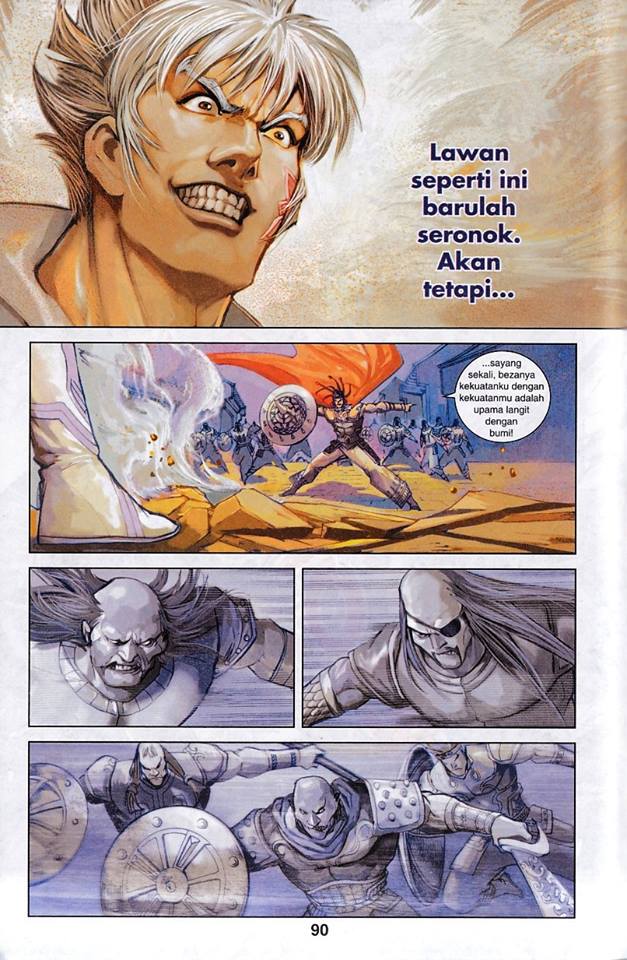 Lawan
seperti ini
barulah
seronok.
Akan
tetapi...
...sayang
sekali, bezanya
kekuatanku dengan
kekuatanmu adalah
upama langit
dengan
bumi!
90